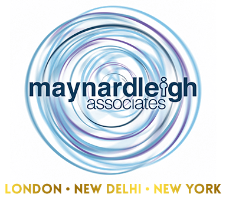 maynardleigh
associates
LONDON • NEW DELHI • NEW YORK